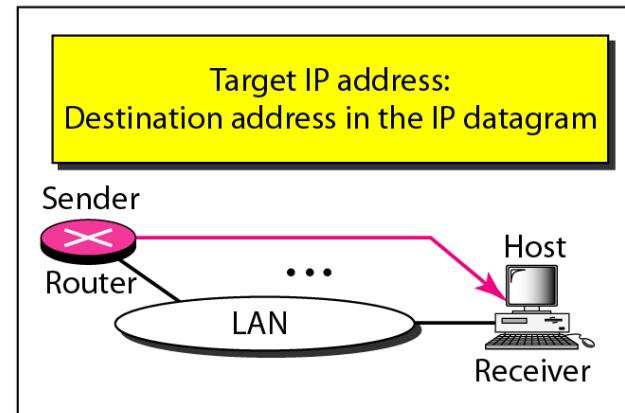 Target IP address:
Destination address in the IP datagram
Sender
Router
Host
LAN
Receiver